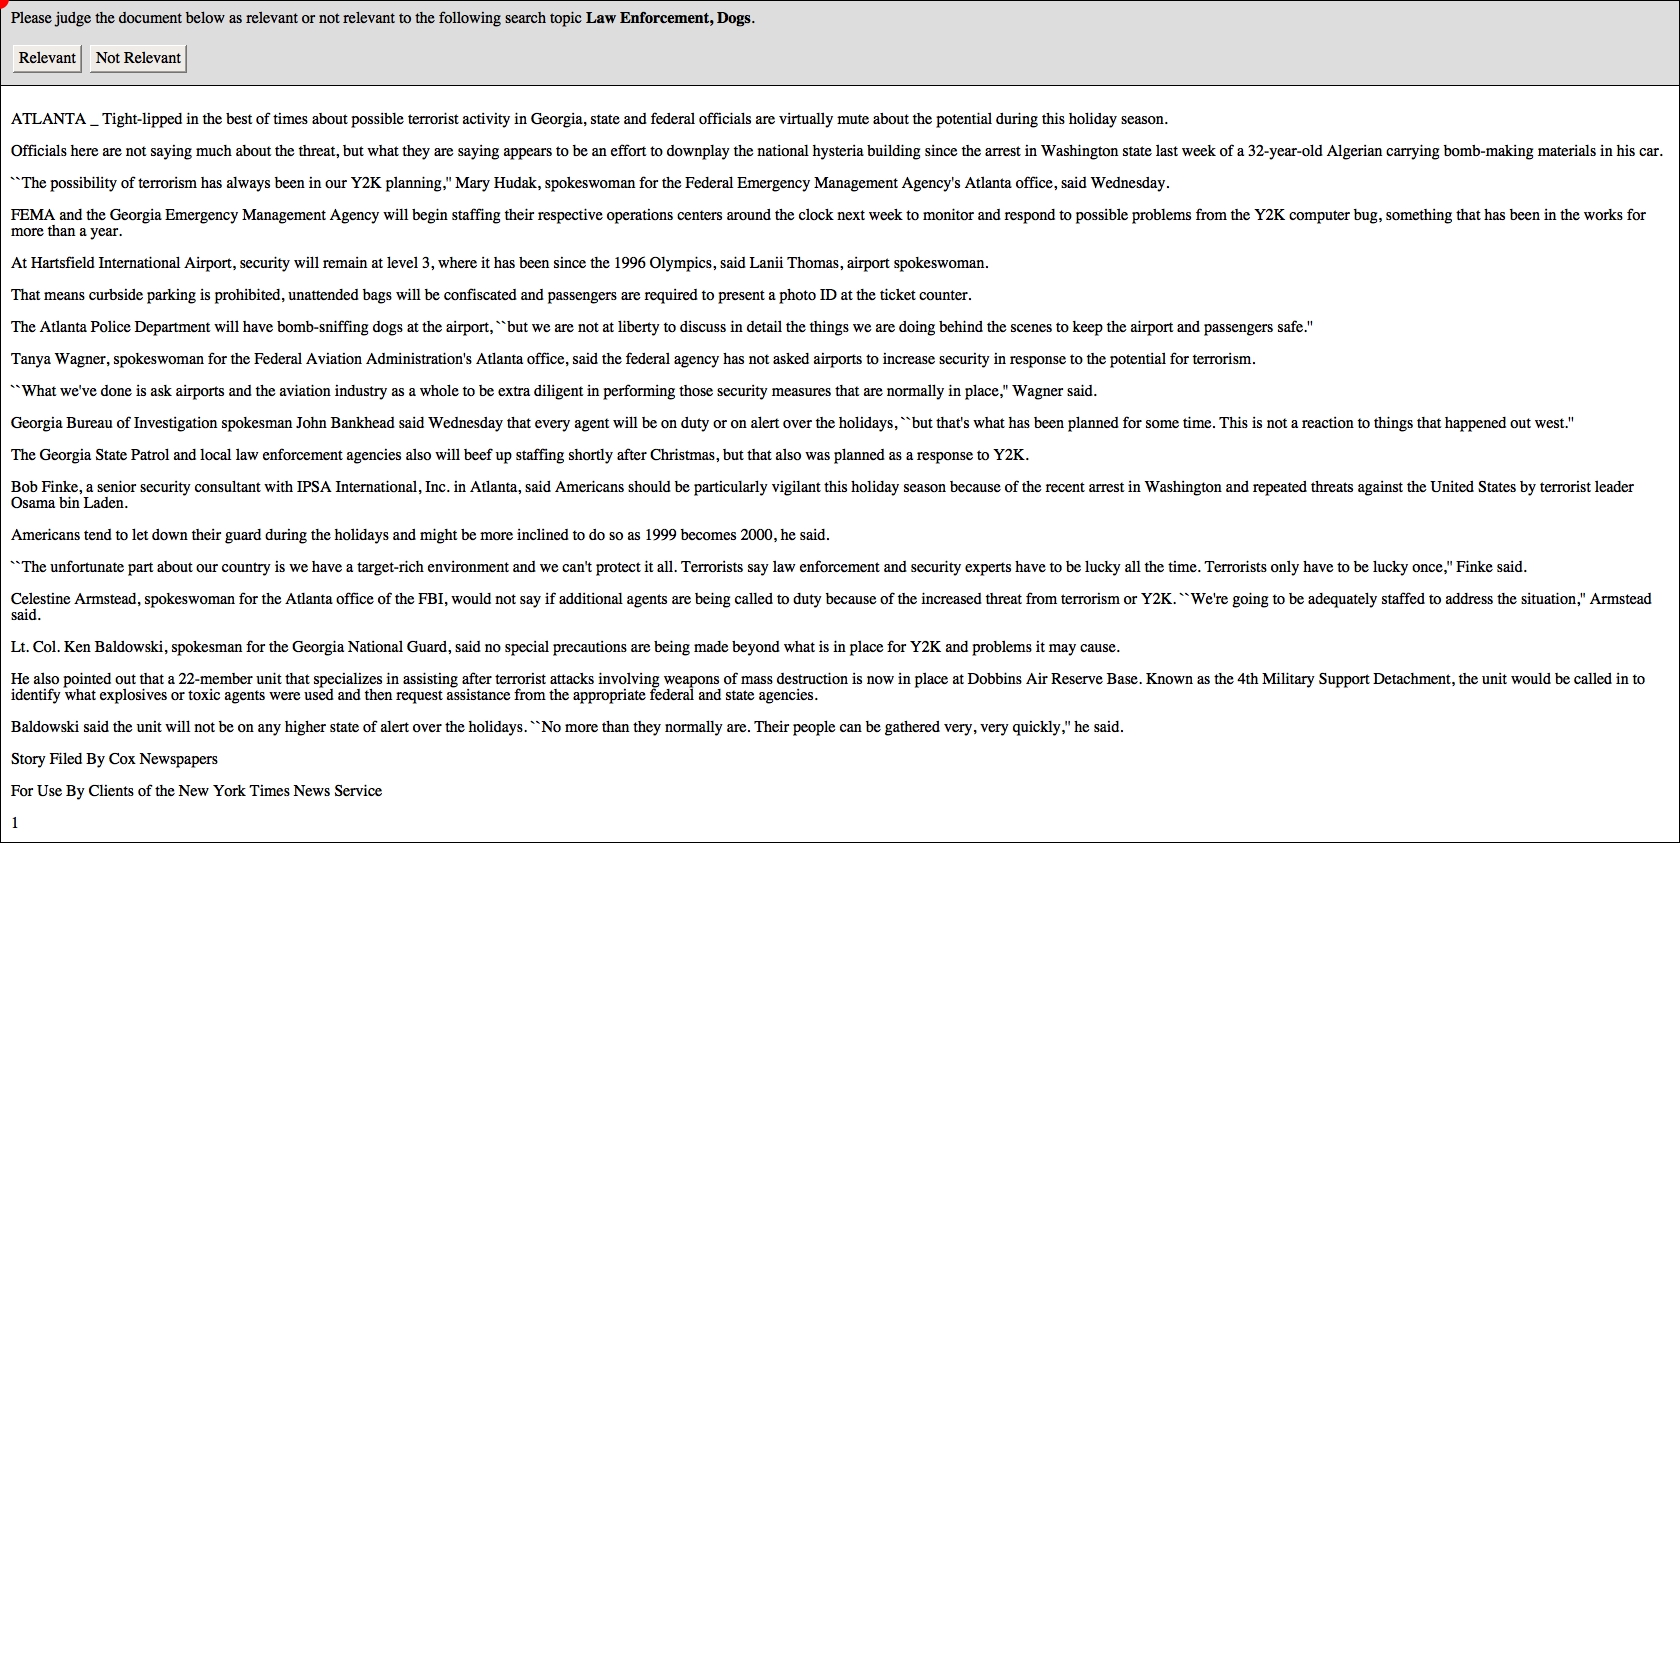 Please judge the document below as relevant or not relevant to the following search topic Law Enforcement, Dogs.
Relevant Not Relevant
ATLANTA _ Tight-lipped in the best of times about possible terrorist activity in Georgia, state and federal officials are virtually mute about the potential during this holiday season.
Officials here are not saying much about the threat, but what they are saying appears to be an effort to downplay the national hysteria building since the arrest in Washington state last week of a 32-year-old Algerian carrying bomb-making materials in his car.
``The possibility of terrorism has always been in our Y2K planning,'' Mary Hudak, spokeswoman for the Federal Emergency Management Agency's Atlanta office, said Wednesday.
FEMA and the Georgia Emergency Management Agency will begin staffing their respective operations centers around the clock next week to monitor and respond to possible problems from the Y2K computer bug, something that has been in the works for
more than a year.
At Hartsfield International Airport, security will remain at level 3, where it has been since the 1996 Olympics, said Lanii Thomas, airport spokeswoman.
That means curbside parking is prohibited, unattended bags will be confiscated and passengers are required to present a photo ID at the ticket counter.
The Atlanta Police Department will have bomb-sniffing dogs at the airport, ``but we are not at liberty to discuss in detail the things we are doing behind the scenes to keep the airport and passengers safe.''
Tanya Wagner, spokeswoman for the Federal Aviation Administration's Atlanta office, said the federal agency has not asked airports to increase security in response to the potential for terrorism.
``What we've done is ask airports and the aviation industry as a whole to be extra diligent in performing those security measures that are normally in place,'' Wagner said.
Georgia Bureau of Investigation spokesman John Bankhead said Wednesday that every agent will be on duty or on alert over the holidays, ``but that's what has been planned for some time. This is not a reaction to things that happened out west.''
The Georgia State Patrol and local law enforcement agencies also will beef up staffing shortly after Christmas, but that also was planned as a response to Y2K.
Bob Finke, a senior security consultant with IPSA International, Inc. in Atlanta, said Americans should be particularly vigilant this holiday season because of the recent arrest in Washington and repeated threats against the United States by terrorist leader
Osama bin Laden.
Americans tend to let down their guard during the holidays and might be more inclined to do so as 1999 becomes 2000, he said.
``The unfortunate part about our country is we have a target-rich environment and we can't protect it all. Terrorists say law enforcement and security experts have to be lucky all the time. Terrorists only have to be lucky once,'' Finke said.
Celestine Armstead, spokeswoman for the Atlanta office of the FBI, would not say if additional agents are being called to duty because of the increased threat from terrorism or Y2K. ``We're going to be adequately staffed to address the situation,'' Armstead
said.
Lt. Col. Ken Baldowski, spokesman for the Georgia National Guard, said no special precautions are being made beyond what is in place for Y2K and problems it may cause.
He also pointed out that a 22-member unit that specializes in assisting after terrorist attacks involving weapons of mass destruction is now in place at Dobbins Air Reserve Base. Known as the 4th Military Support Detachment, the unit would be called in to
identify what explosives or toxic agents were used and then request assistance from the appropriate federal and state agencies.
Baldowski said the unit will not be on any higher state of alert over the holidays. ``No more than they normally are. Their people can be gathered very, very quickly,'' he said.
Story Filed By Cox Newspapers
For Use By Clients of the New York Times News Service
1